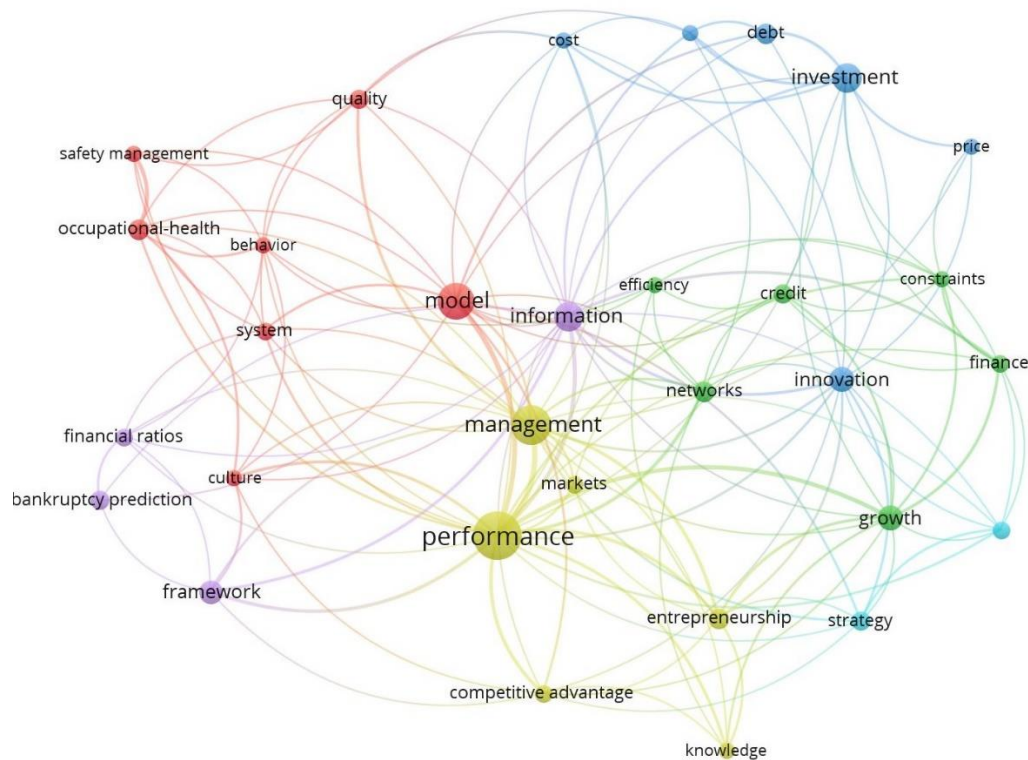 cost
debt
investment
quality
price
safety management
occupational-health
behavior
efficiency
credit
constraints
model
information
system
networks
innovation
finance
management
financial ratios
culture
markets
bankruptcy prediction
performance
growth
framework
entrepreneurship
strategy
competitive advantage
knowledge